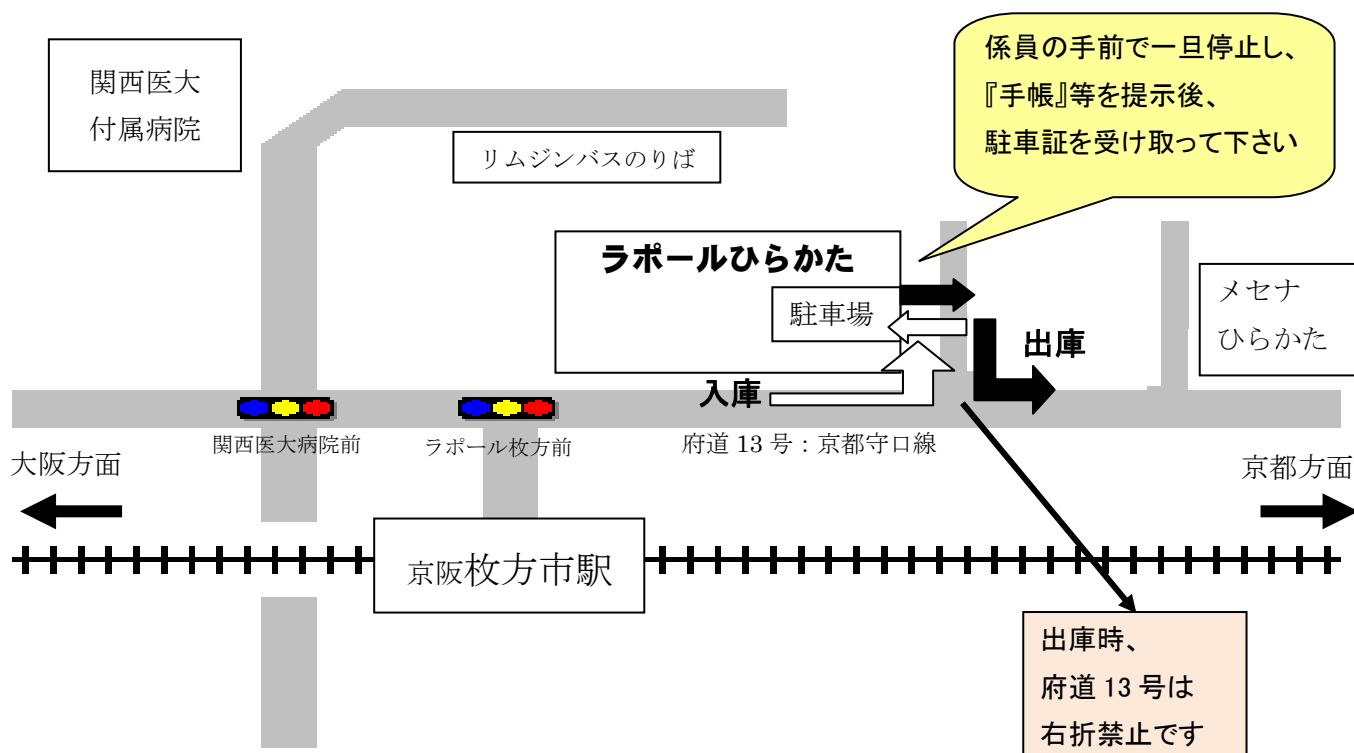 係員の手前で一旦停止し、
『手帳』等を提示後、
駐車証を受け取って下さい
関西医大
付属病院
リムジンバスのりば
ラポールひらかた
駐車場
メセナ
ひらかた
出庫
入庫
関西医大病院前
ラポール枚方前
府道 13 号：京都守口線
大阪方面
京都方面
京阪枚方市駅
出庫時、
府道 13 号は
右折禁止です